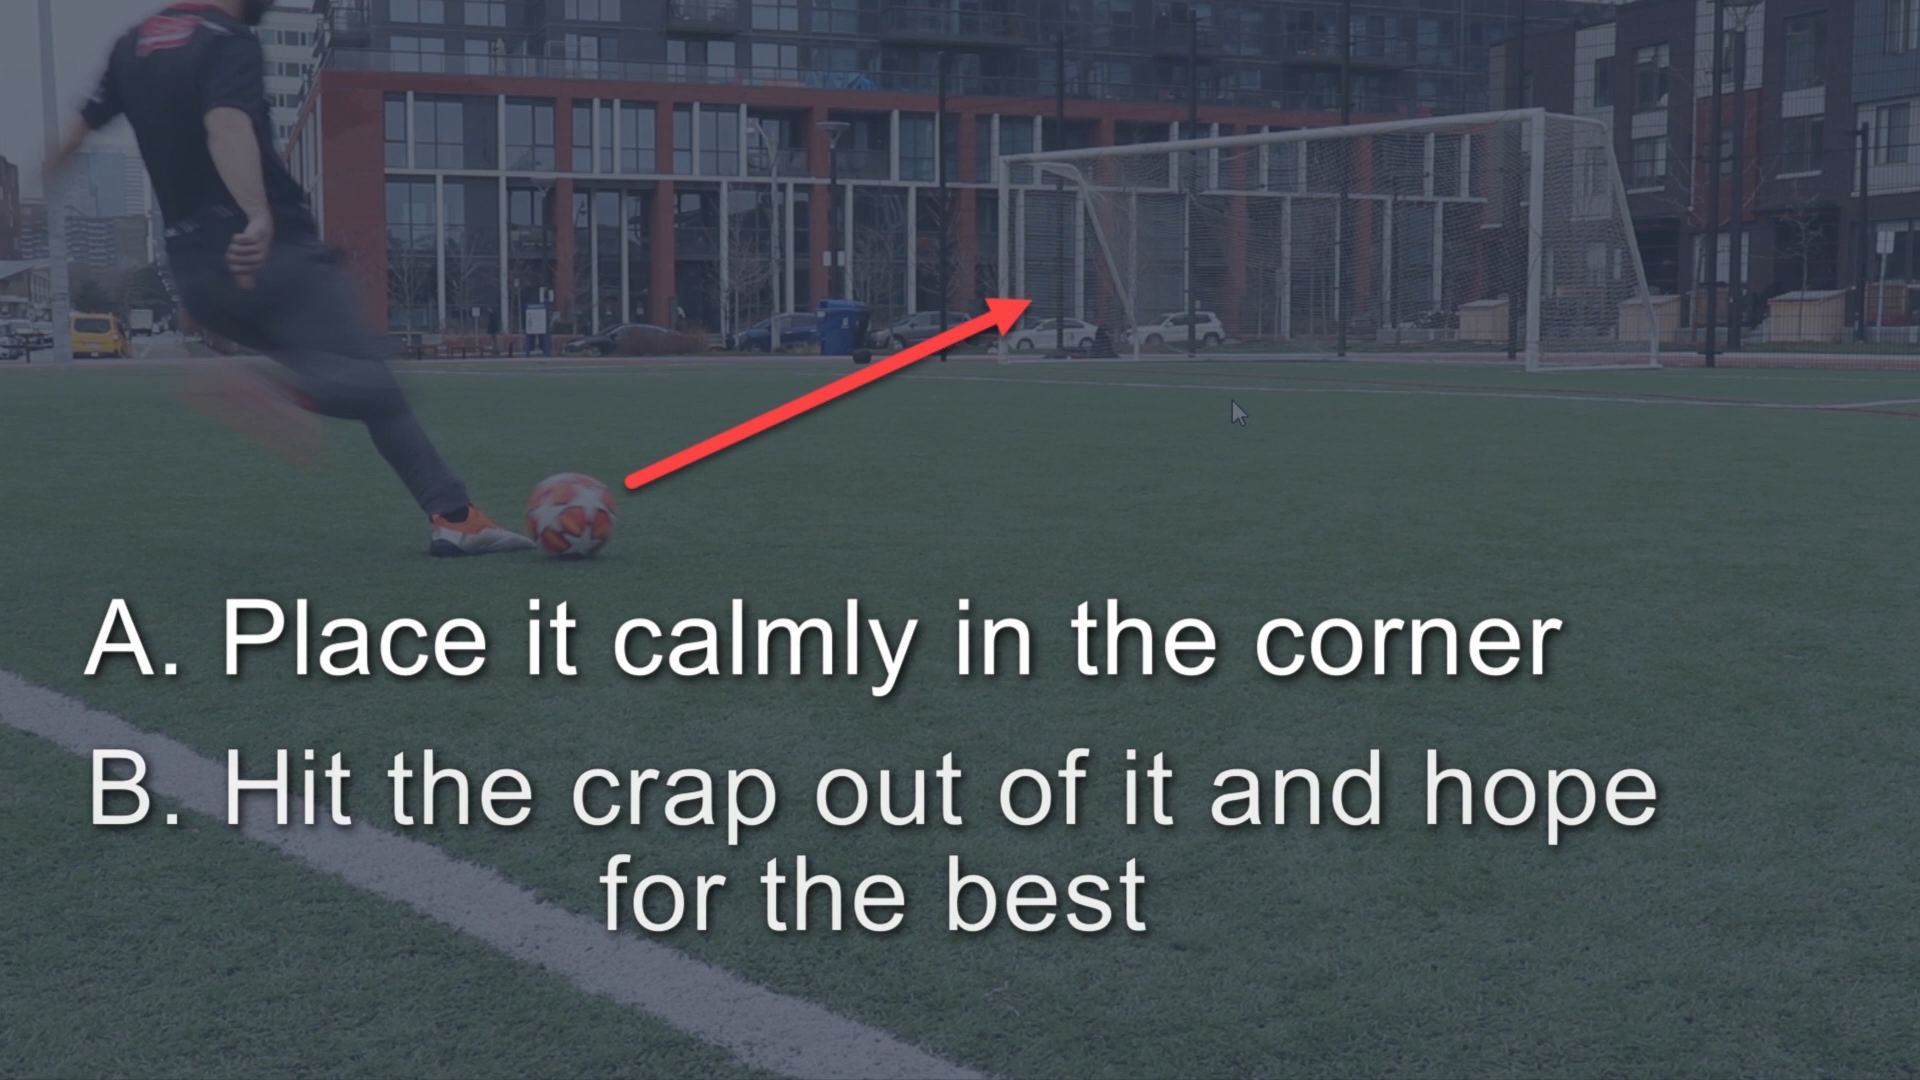 A. Place it calmly in the corner
B. Hit the crap out of it and hope
for the best